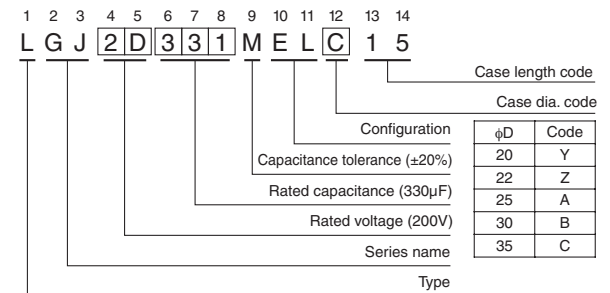 1 2 3 4 5 6 7 8 9 10 11 12 13 14
L G J 2 D 3 3 1 M E L C 1 5
Case length code
Case dia. code
Configuration
Capacitance tolerance (±20%)
Rated capacitance (330µF)
Rated voltage (200V)
Series name
Type
ϕD Code
20 Y
22 Z
25 A
30 B
35 C